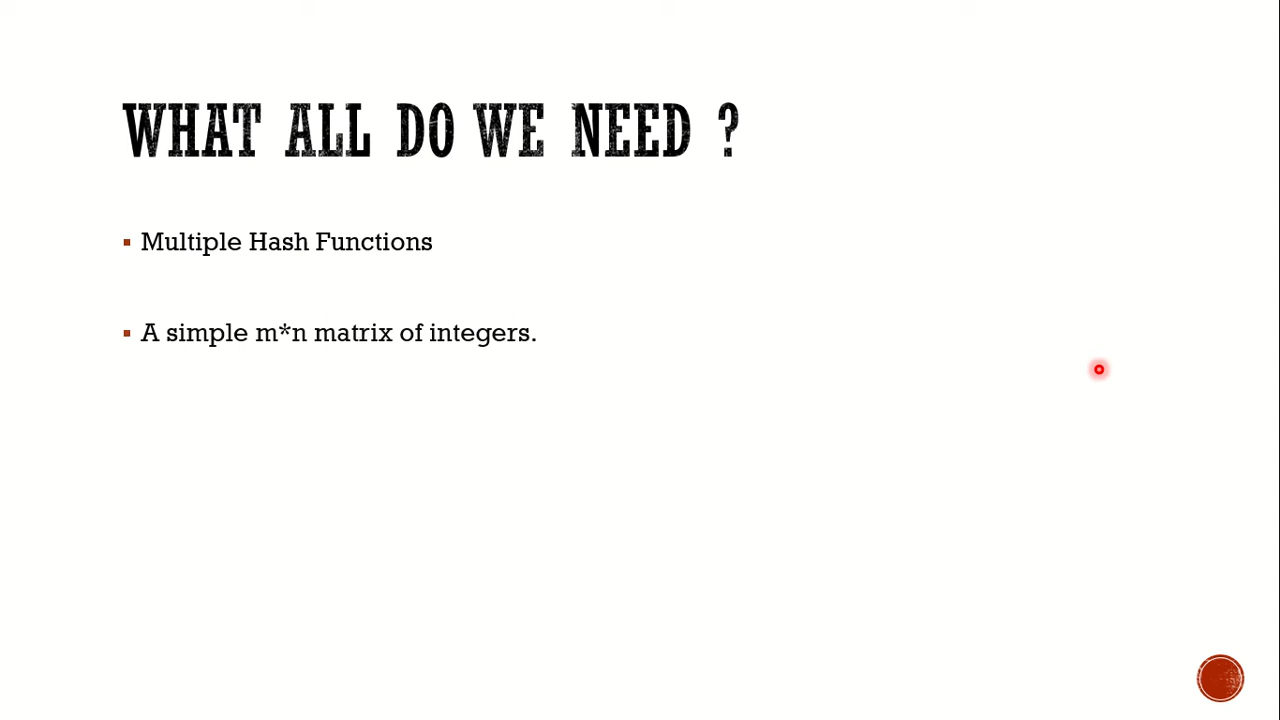 WHAT ALL DO WE NEED ?
Multiple Hash Functions
A simple m*n matrix of integers.